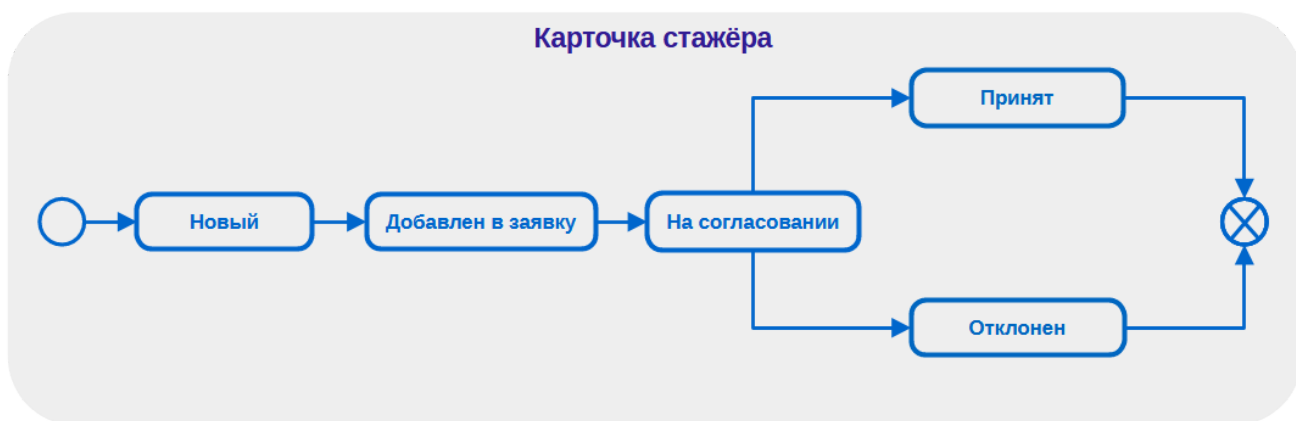 Карточка стажёра
Принят
Новый
Добавлен в заявку
На согласовании
Отклонен